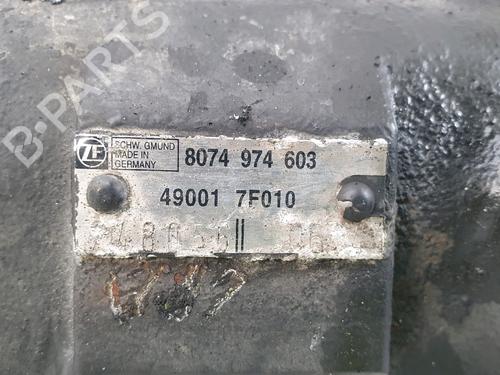 B-PARTS
ZF
SCHW. GMUND
MADE IN
GERMANY
8074 974 603
49001 7F010